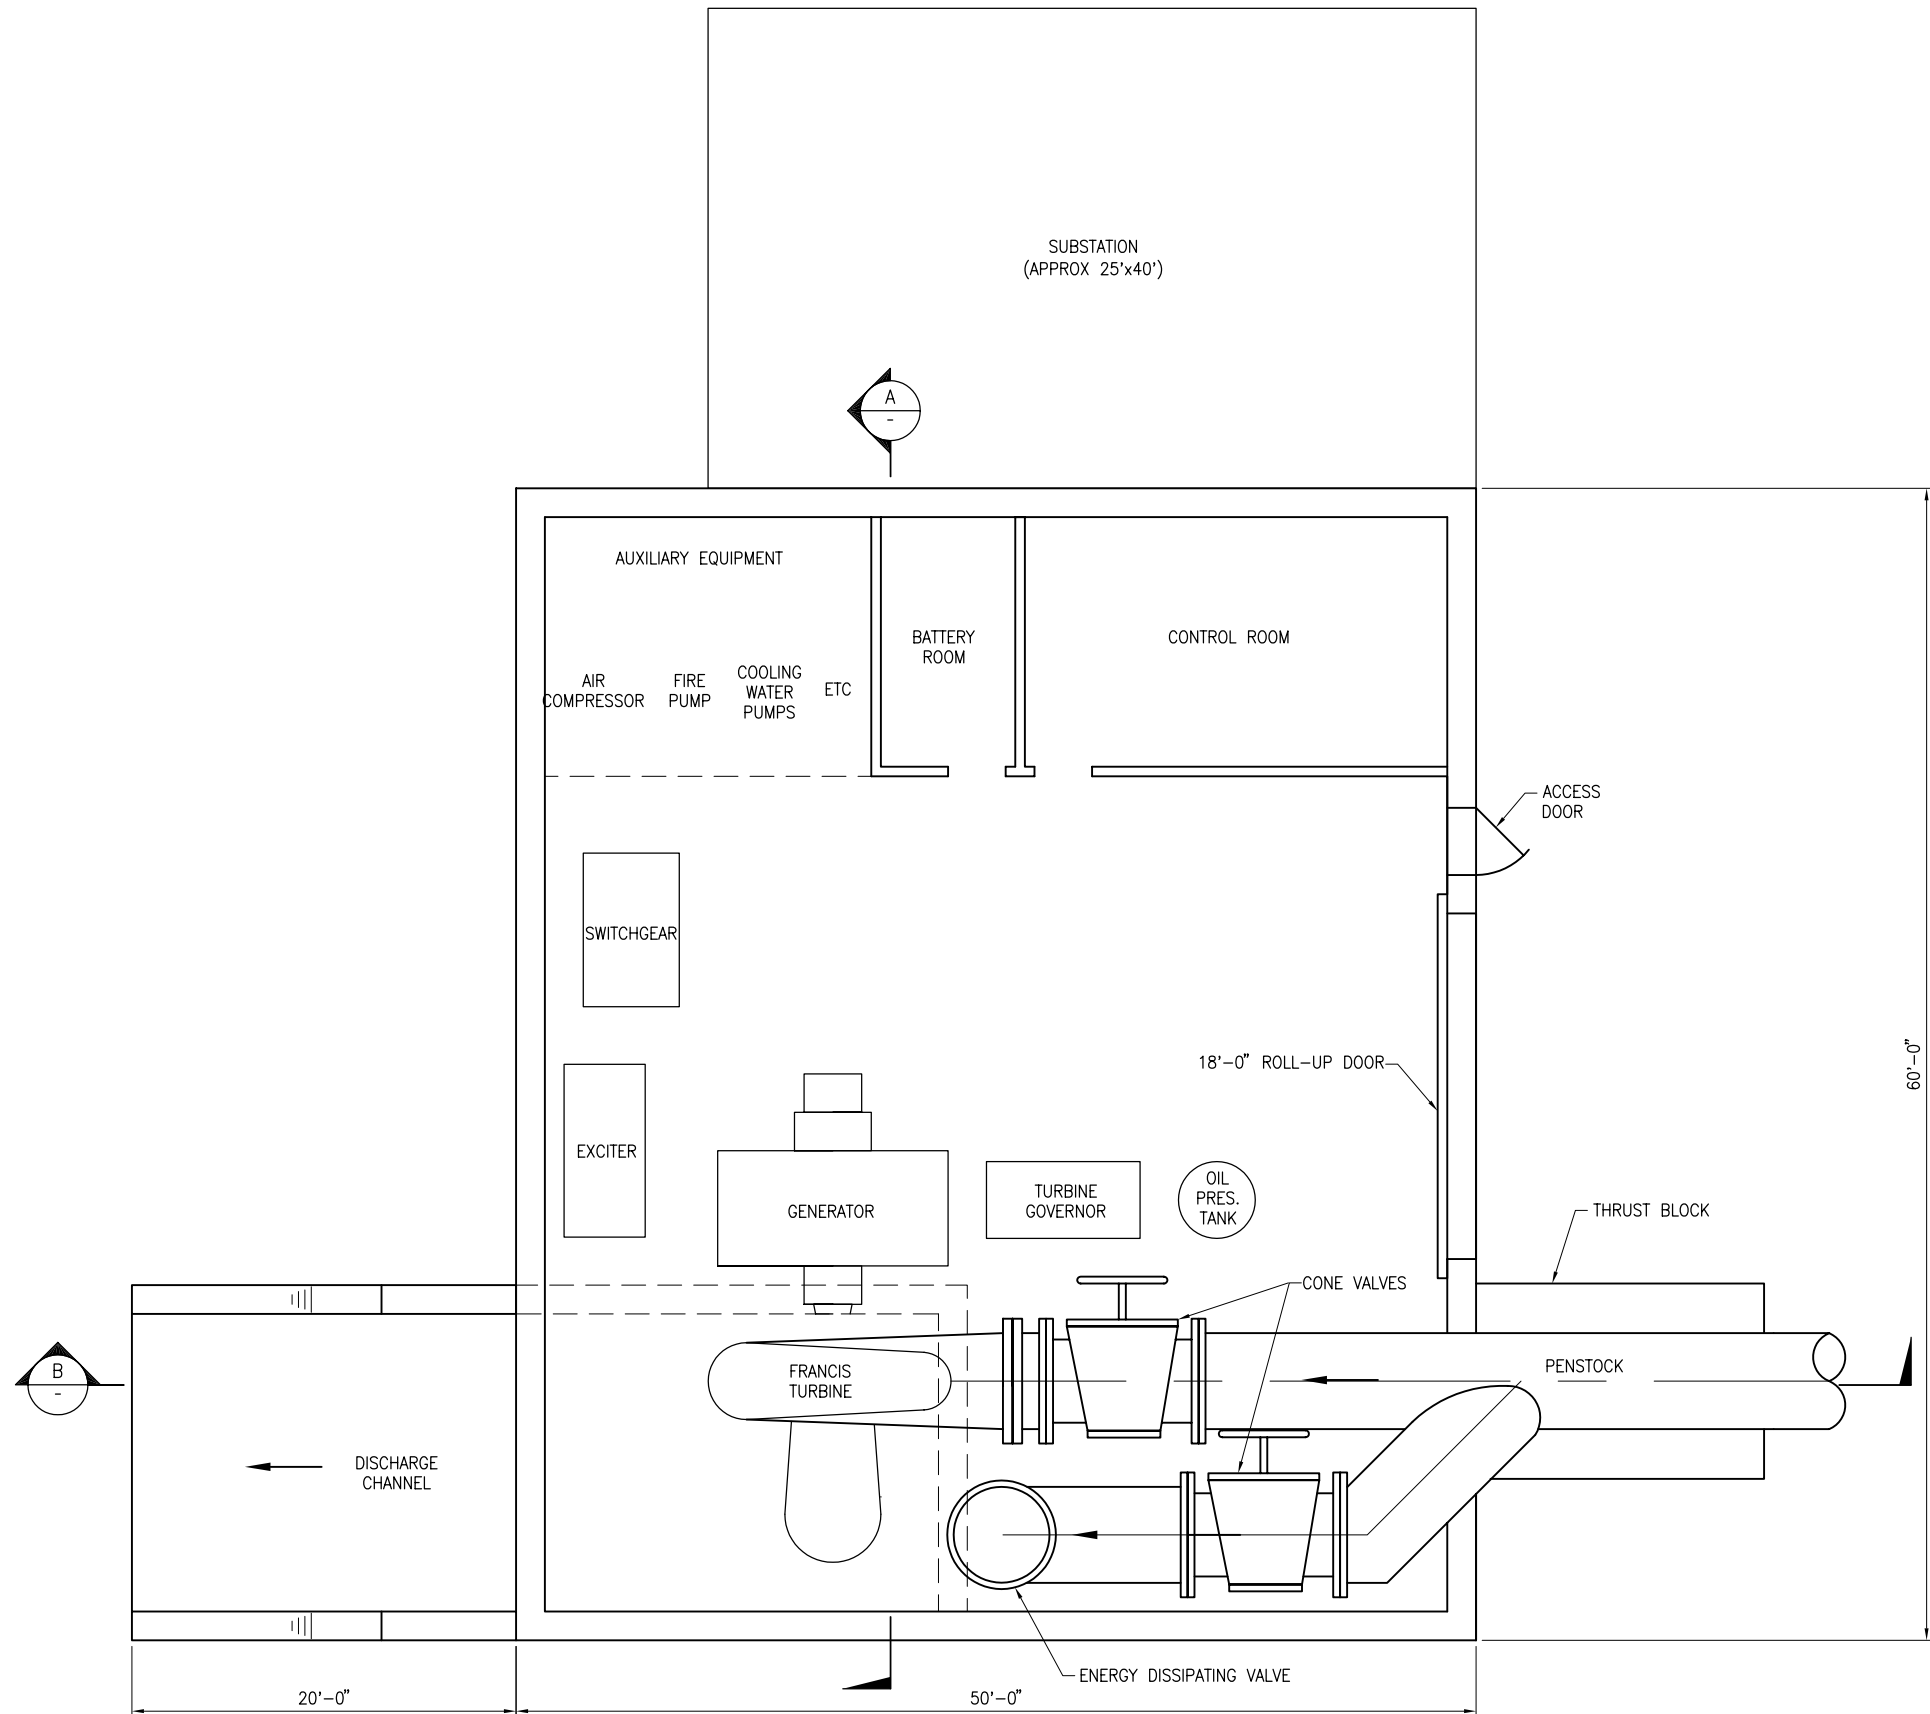 SUBSTATION
(APPROX 25'x40')
A
-
AUXILIARY EQUIPMENT
BATTERY
ROOM
CONTROL ROOM
AIR
COMPRESSOR
FIRE
PUMP
COOLING
WATER
PUMPS
ETC
ACCESS
DOOR
SWITCHGEAR
18'-0" ROLL-UP DOOR
60'-0"
EXCITER
GENERATOR
TURBINE
GOVERNOR
OIL
PRES.
TANK
THRUST BLOCK
CONE VALVES
B
-
FRANCIS
TURBINE
PENSTOCK
DISCHARGE
CHANNEL
ENERGY DISSIPATING VALVE
20'-0"
50'-0"